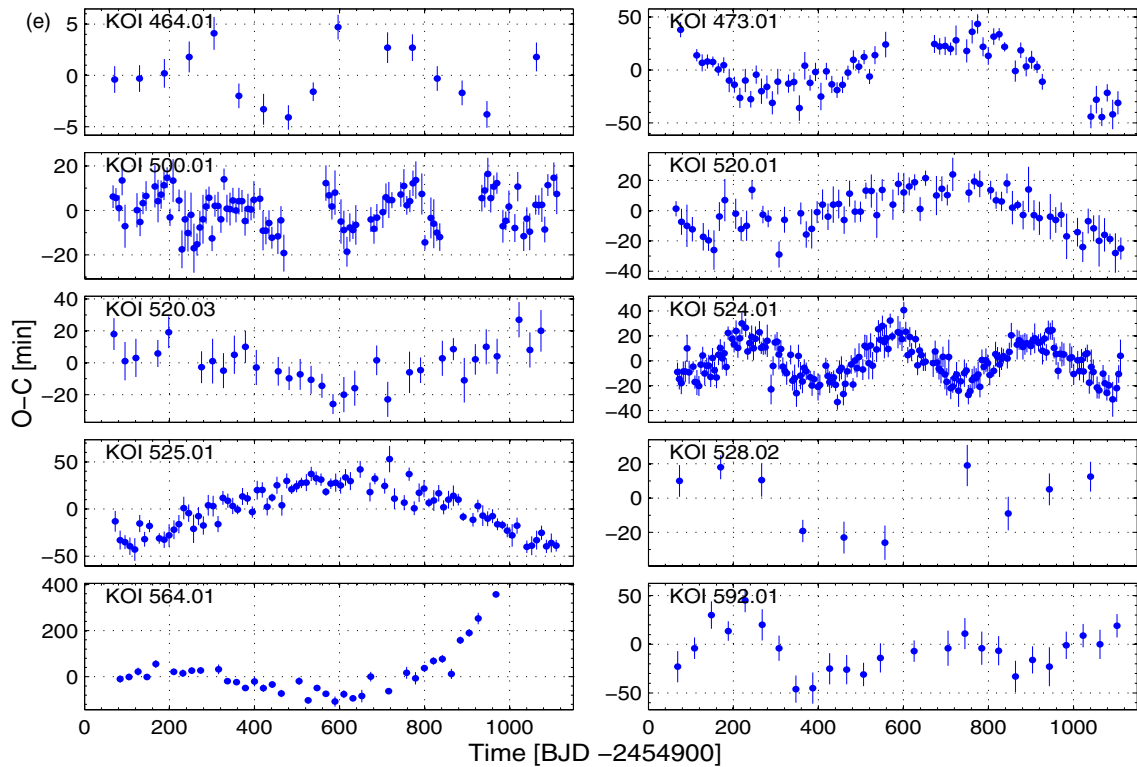 (e) KOI 464.01
5
0
−5
KOI 473.01
50
0
−50
KOI 500.01
20
0
−20
KOI 520.01
20
0
−20
−40
KOI 520.03
40
20
0
−20
KOI 524.01
40
20
0
−20
−40
O−C [min]
KOI 525.01
50
0
−50
KOI 528.02
20
0
−20
KOI 564.01
400
200
0
KOI 592.01
50
0
−50
0 200 400 600 800 1000
0 200 400 600 800 1000
Time [BJD −2454900]